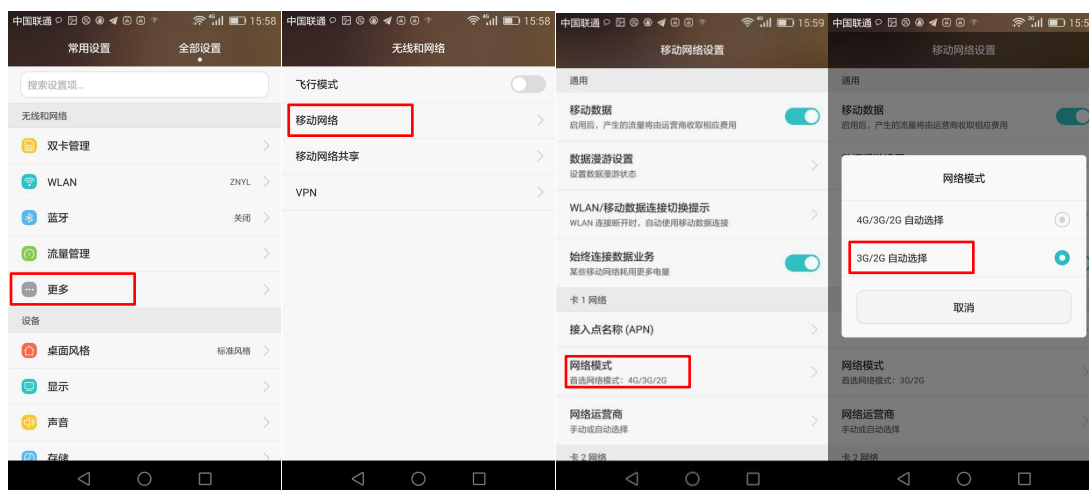 中国联通
4G
15:58
常用设置
全部设置
搜索设置项...
无线和网络
双卡管理
WLAN
ZNYL
蓝牙
关闭
流量管理
更多
设备
桌面风格
标准风格
显示
声音
存储
中国联通
4G
15:58
无线和网络
飞行模式
移动网络
移动网络共享
VPN
中国联通
4G
15:59
移动网络设置
通用
移动数据
启用后，产生的流量将由运营商收取相应费用
数据漫游设置
设置数据漫游状态
WLAN/移动数据连接切换提示
WLAN 连接断开时，自动使用移动数据连接
始终连接数据业务
某些移动网络耗用更多电量
卡 1 网络
接入点名称 (APN)
网络模式
首选网络模式：4G/3G/2G
网络运营商
手动或自动选择
卡 2 网络
中国联通
3G
15:5
移动网络设置
通用
移动数据
启用后，产生的流量将由运营商收取相应费用
网络模式
4G/3G/2G 自动选择
3G/2G 自动选择
取消
网络模式
首选网络模式：3G/2G
网络运营商
手动或自动选择
卡 2 网络